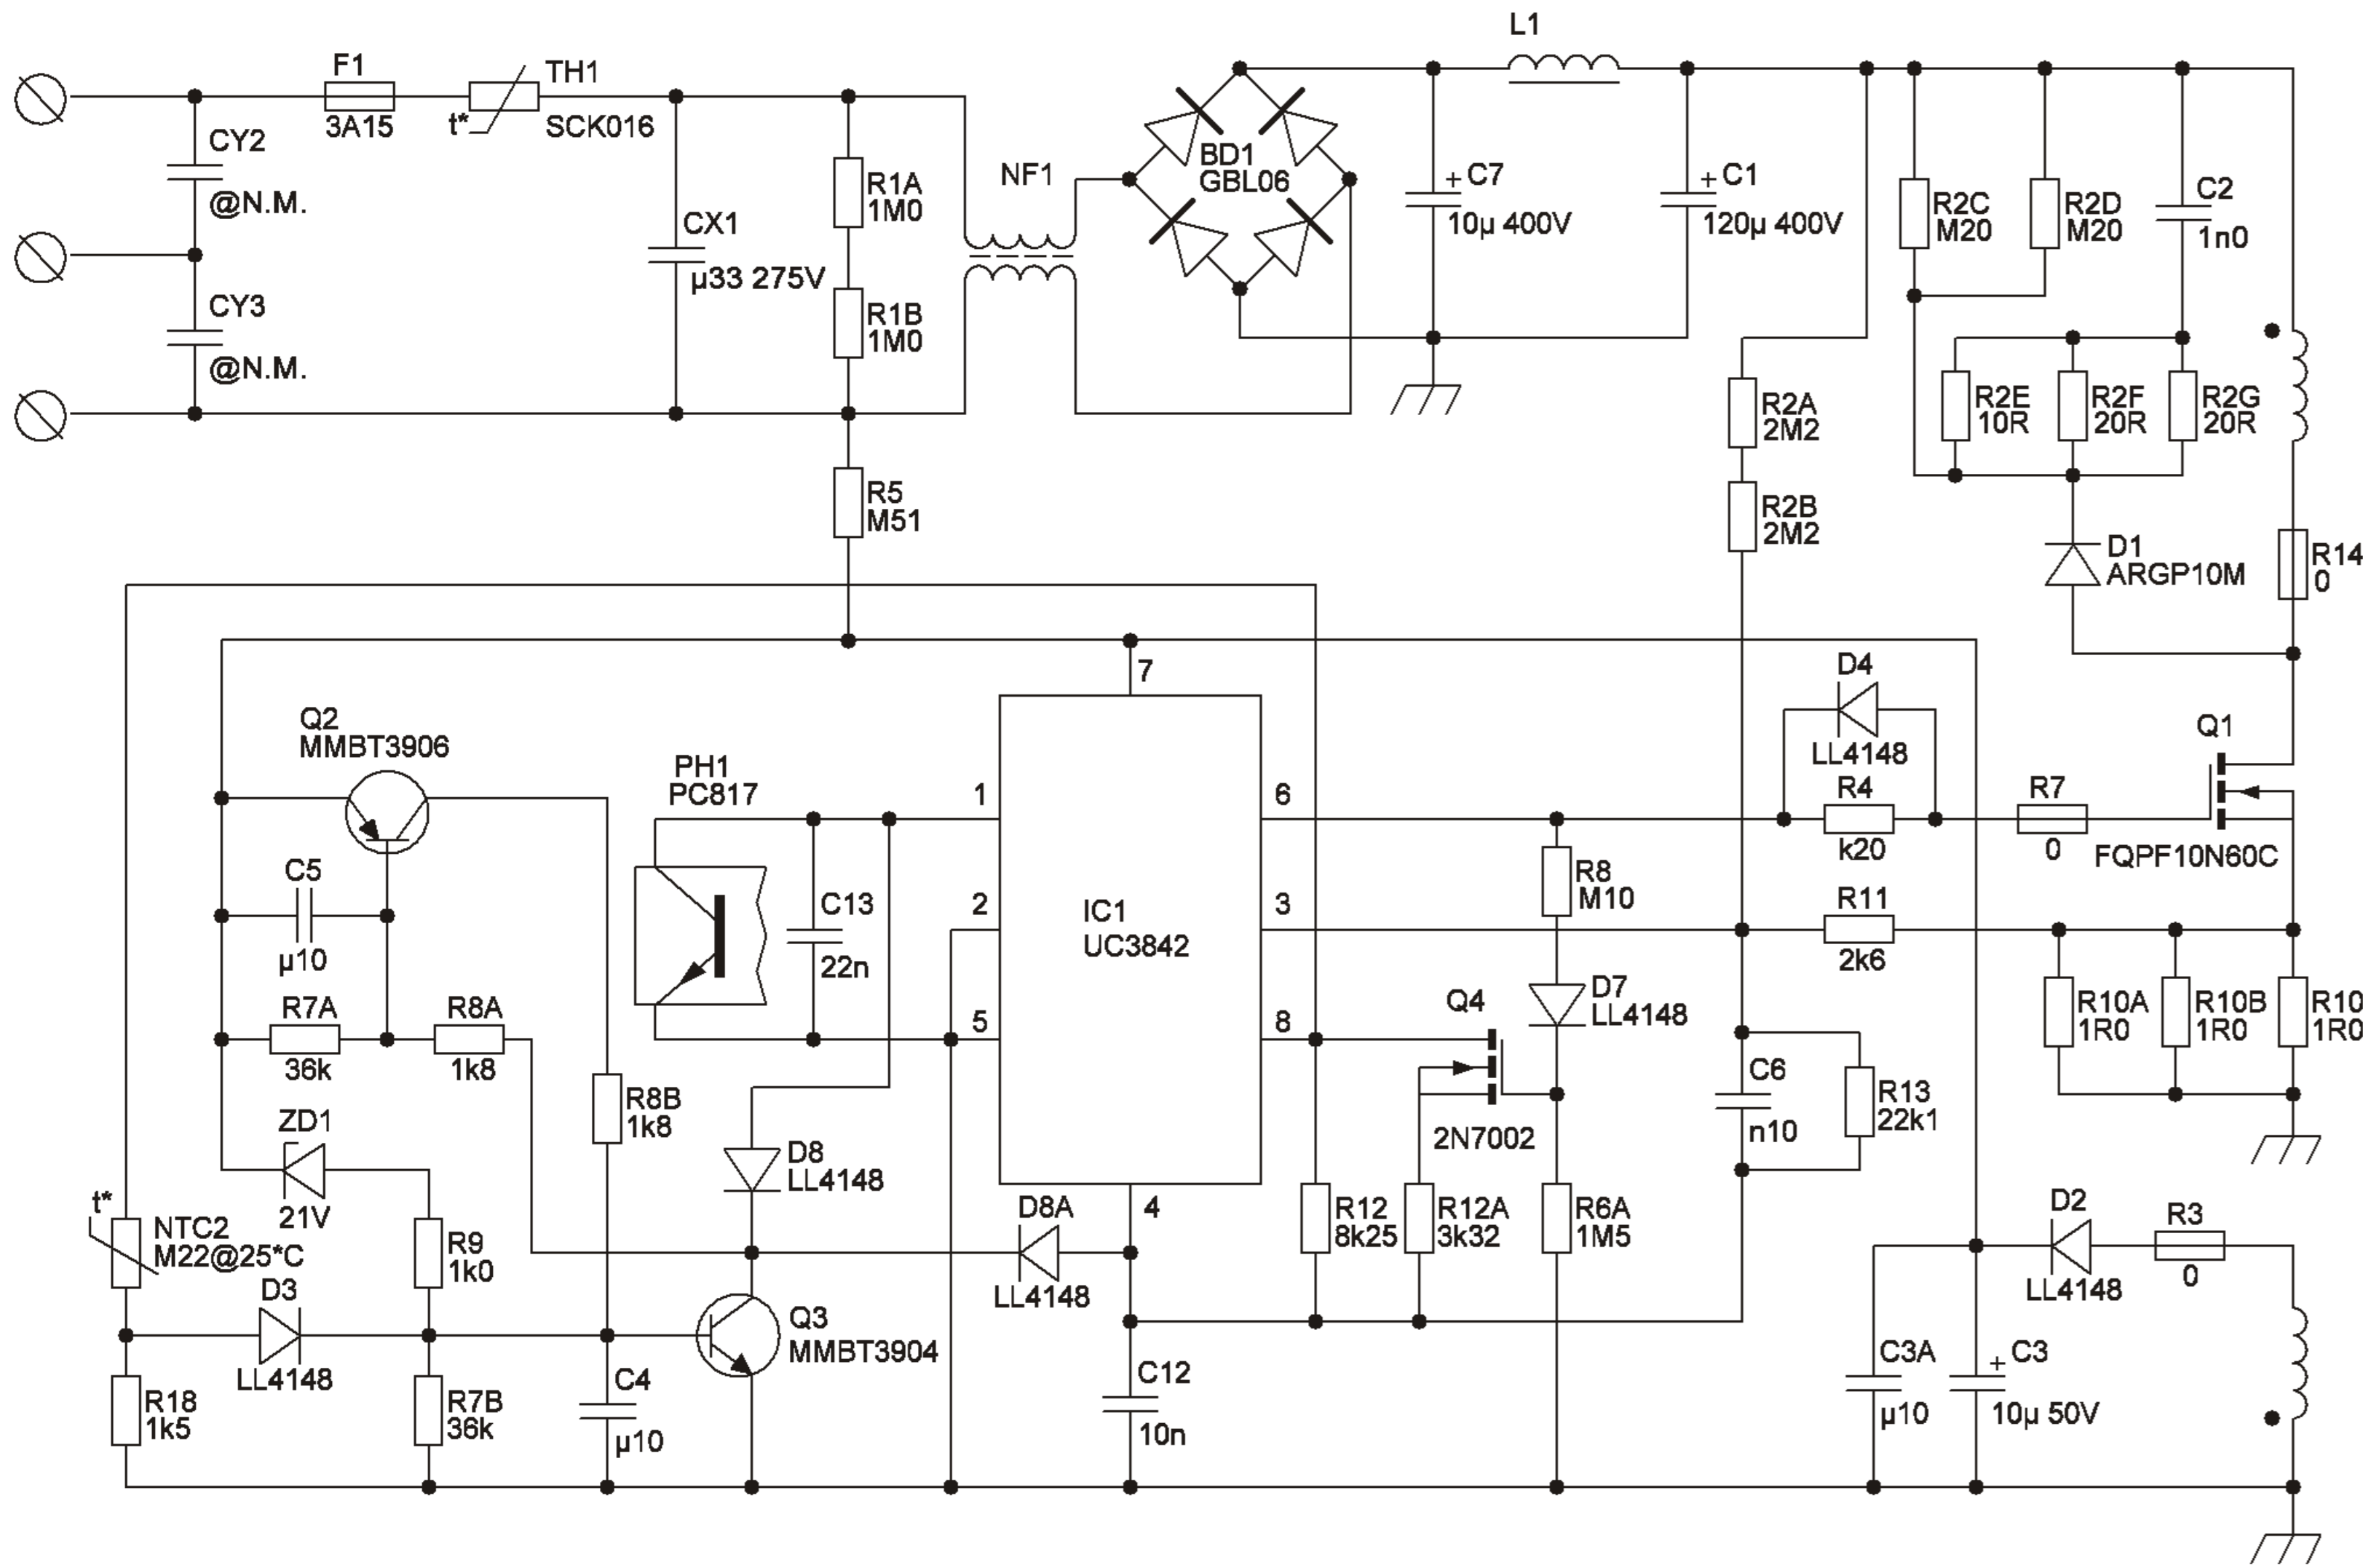 L1
F1
3A15
TH1
t*
SCK016
CY2
@N.M.
CX1
µ33 275V
R1A
1M0
NF1
BD1
GBL06
+ C7
10µ 400V
+ C1
120µ 400V
R2C
M20
R2D
M20
C2
1n0
CY3
@N.M.
R1B
1M0
R2A
2M2
R2E
10R
R2F
20R
R2G
20R
R5
M51
R2B
2M2
D1
ARGP10M
R14
0
Q2
MMBT3906
7
D4
LL4148
Q1
PH1
PC817
1
6
R4
k20
R7
0
FQPF10N60C
C5
µ10
C13
22n
2
IC1
UC3842
3
R8
M10
R11
2k6
R7A
36k
R8A
1k8
5
8
Q4
D7
LL4148
R10A
1R0
R10B
1R0
R10
1R0
R8B
1k8
ZD1
21V
D8
LL4148
2N7002
C6
n10
R13
22k1
t*
NTC2
M22@25*C
R9
1k0
D8A
LL4148
4
R12
8k25
R12A
3k32
R6A
1M5
D2
LL4148
R3
0
D3
LL4148
Q3
MMBT3904
R18
1k5
R7B
36k
C4
µ10
C12
10n
C3A
µ10
+ C3
10µ 50V